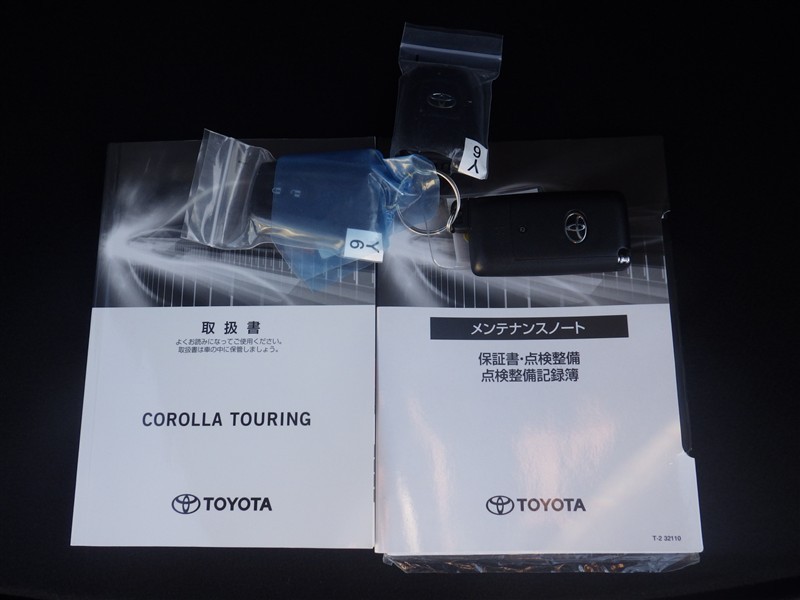 9Y
Y6
取扱書
よくお読みになってご使用ください。
取扱書は車の中に保管しましょう。
COROLLA TOURING
TOYOTA
メンテナンスノート
保証書・点検整備
点検整備記録簿
TOYOTA
T-2 32110